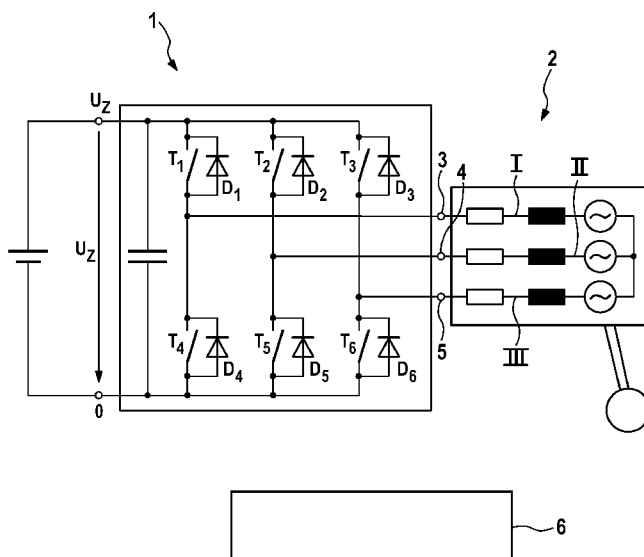 1
2
U_Z
T_1
D_1
T_2
D_2
T_3
D_3
3
4
I
II
U_Z
T_4
D_4
T_5
D_5
T_6
D_6
5
III
0
6